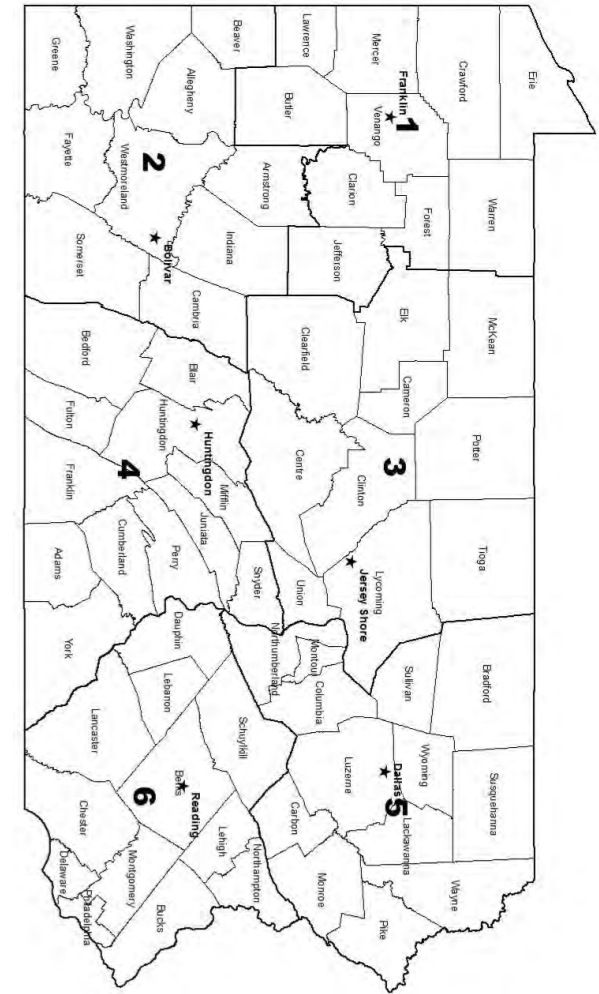 Erie
Crawford
Warren
McKean
Potter
Tioga
Bradford
Susquehanna
Wayne
Mercer
Venango
Franklin
1
Forest
Elk
Cameron
Clinton
3
Lycoming
Jersey Shore
Sullivan
Wyoming
Lackawanna
Dallas
5
Pike
Lawrence
Butler
Clarion
Jefferson
Clearfield
Centre
Union
Montour
Northumberland
Columbia
Luzerne
Carbon
Monroe
Beaver
Allegheny
Armstrong
Indiana
Cambria
Blair
Huntingdon
Huntingdon
Mifflin
Juniata
Snyder
Schuylkill
Lehigh
Northampton
Washington
Westmoreland
2
Bolivar
4
Perry
Dauphin
Lebanon
Berks
Reading
6
Montgomery
Bucks
Greene
Fayette
Somerset
Bedford
Fulton
Franklin
Cumberland
Adams
York
Lancaster
Chester
Delaware
Philadelphia